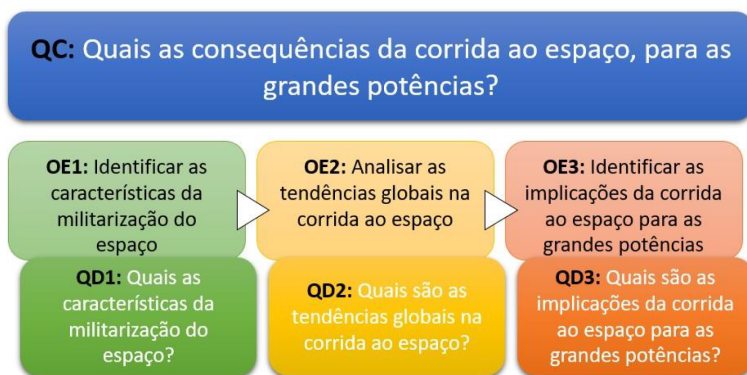 QC: Quais as consequências da corrida ao espaço, para as
grandes potências?
OE1: Identificar as
características da
militarização do
espaço
QD1: Quais as
características da
militarização do
espaço?
OE2: Analisar as
tendências globais na
corrida ao espaço
QD2: Quais são as
tendências globais na
corrida ao espaço?
OE3: Identificar as
implicações da corrida
ao espaço para as
grandes potências
QD3: Quais são as
implicações da corrida
ao espaço para as
grandes potências?